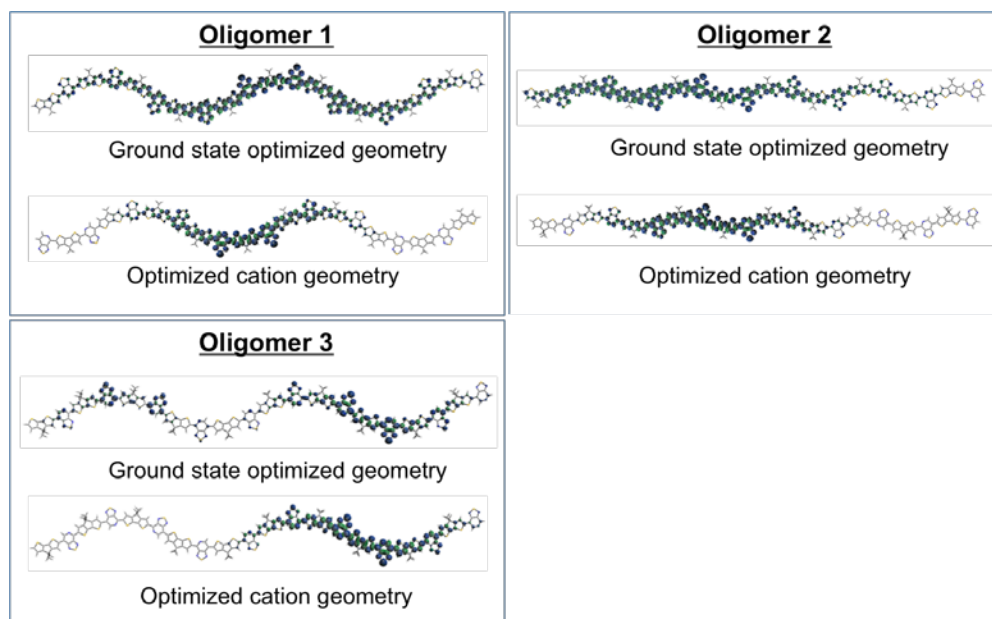 Oligomer 1
Ground state optimized geometry
Optimized cation geometry
Oligomer 2
Ground state optimized geometry
Optimized cation geometry
Oligomer 3
Ground state optimized geometry
Optimized cation geometry